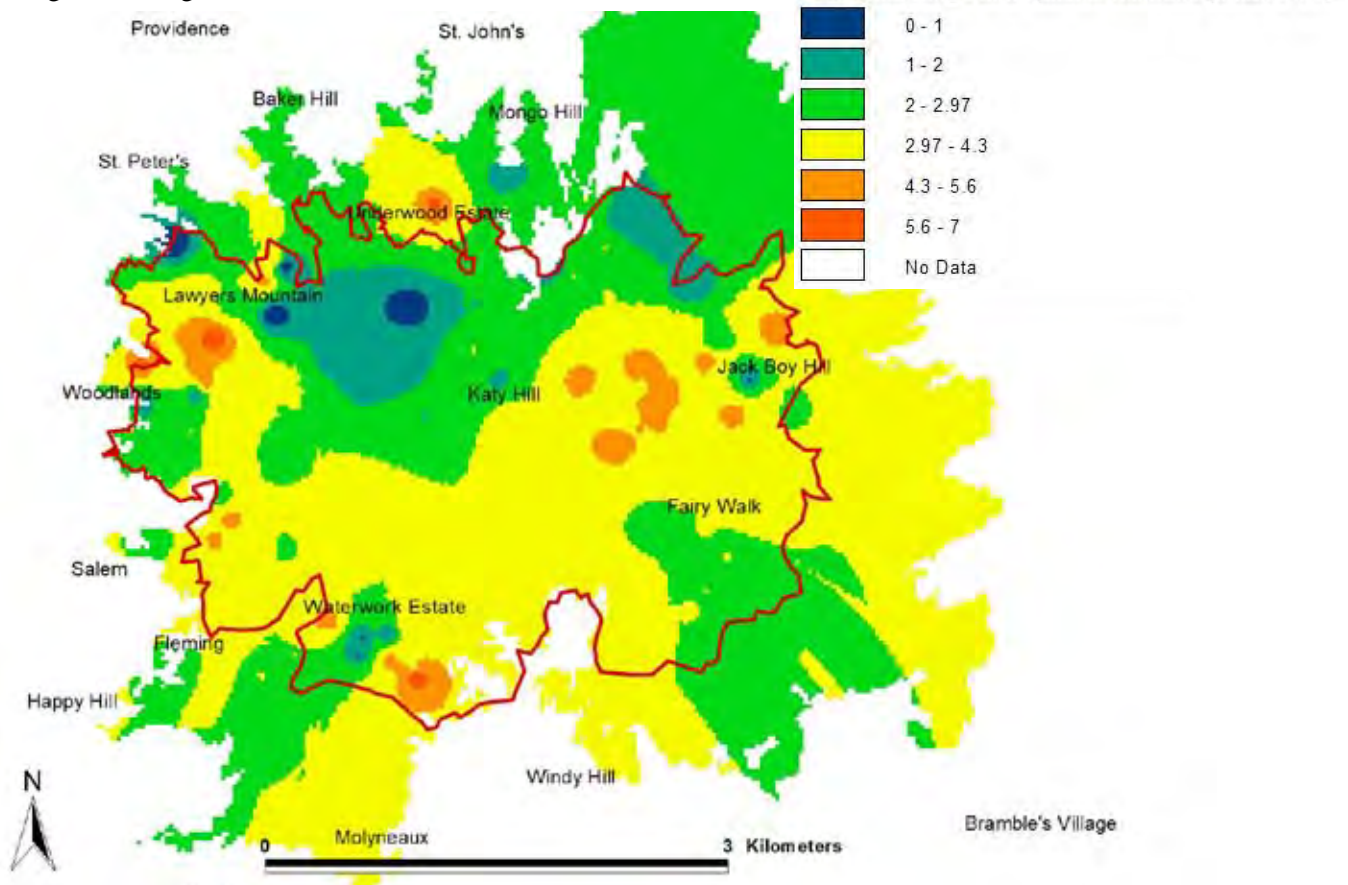 Providence
St. John's
0 - 1
1 - 2
Baker Hill
Mongo Hill
2 - 2.97
2.97 - 4.3
St. Peter's
4.3 - 5.6
Underwood Estate
5.6 - 7
No Data
Lawyers Mountain
Jack Boy Hill
Woodlands
Katy Hill
Fairy Walk
Salem
Waterwork Estate
Fleming
Happy Hill
Windy Hill
N
Bramble's Village
Molyneaux
0 3 Kilometers